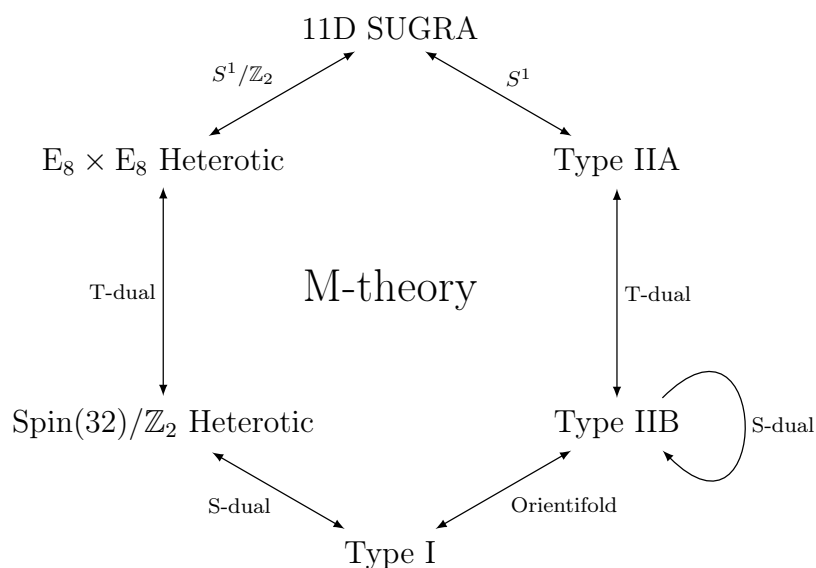 11D SUGRA
S¹/ℤ₂
S¹
E₈ × E₈ Heterotic
Type IIA
M-theory
T-dual
T-dual
Spin(32)/ℤ₂ Heterotic
Type IIB
S-dual
S-dual
Orientifold
Type I